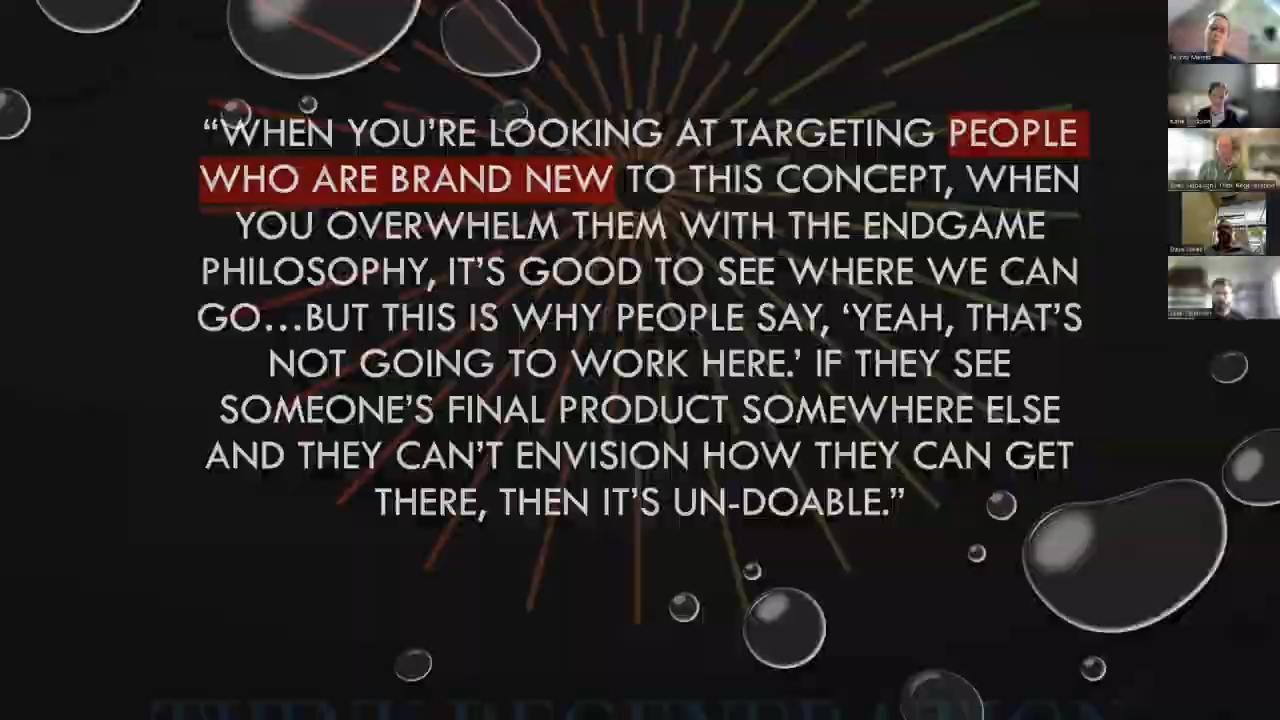 “WHEN YOU’RE LOOKING AT TARGETING PEOPLE
WHO ARE BRAND NEW TO THIS CONCEPT, WHEN
YOU OVERWHELM THEM WITH THE ENDGAME
PHILOSOPHY, IT’S GOOD TO SEE WHERE WE CAN
GO...BUT THIS IS WHY PEOPLE SAY, ‘YEAH, THAT’S
NOT GOING TO WORK HERE.’ IF THEY SEE
SOMEONE’S FINAL PRODUCT SOMEWHERE ELSE
AND THEY CAN’T ENVISION HOW THEY CAN GET
THERE, THEN IT’S UN-DOABLE.”